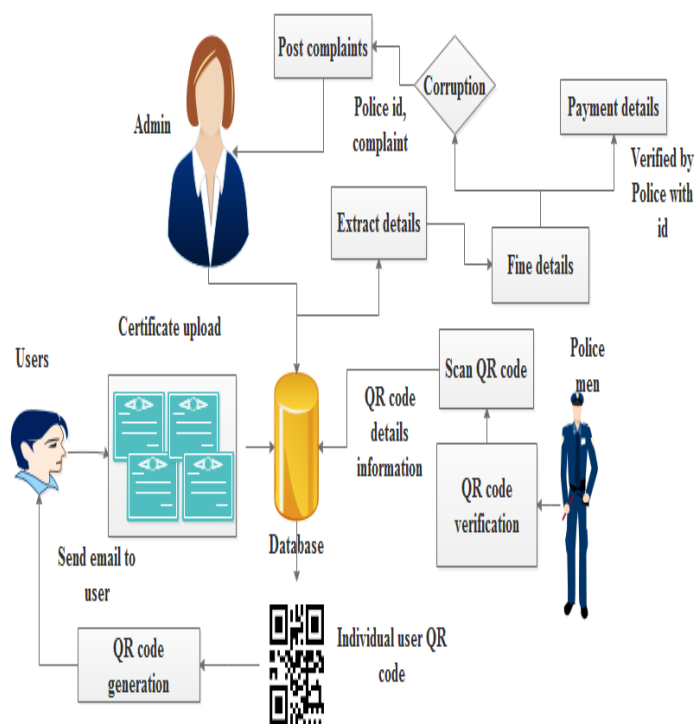 Post complaints
Corruption
Payment details
Admin
Police id,
complaint
Verified by
Police with
id
Extract details
Fine details
Certificate upload
Users
Scan QR code
Police
men
QR code
details
information
QR code
verification
Database
Send email to
user
QR code
generation
Individual user QR
code